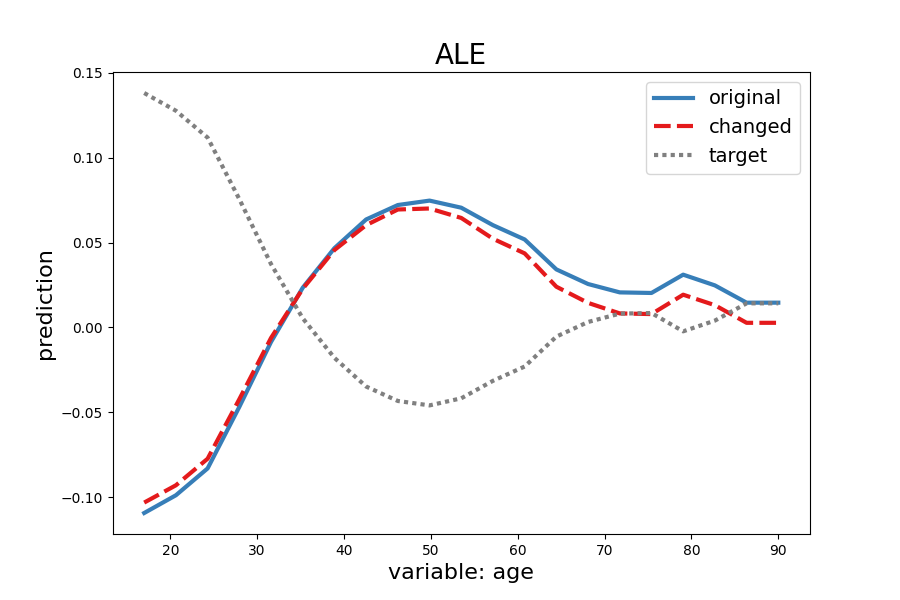 ALE
0.15
0.10
0.05
0.00
−0.05
−0.10
prediction
original
changed
target
20 30 40 50 60 70 80 90
variable: age